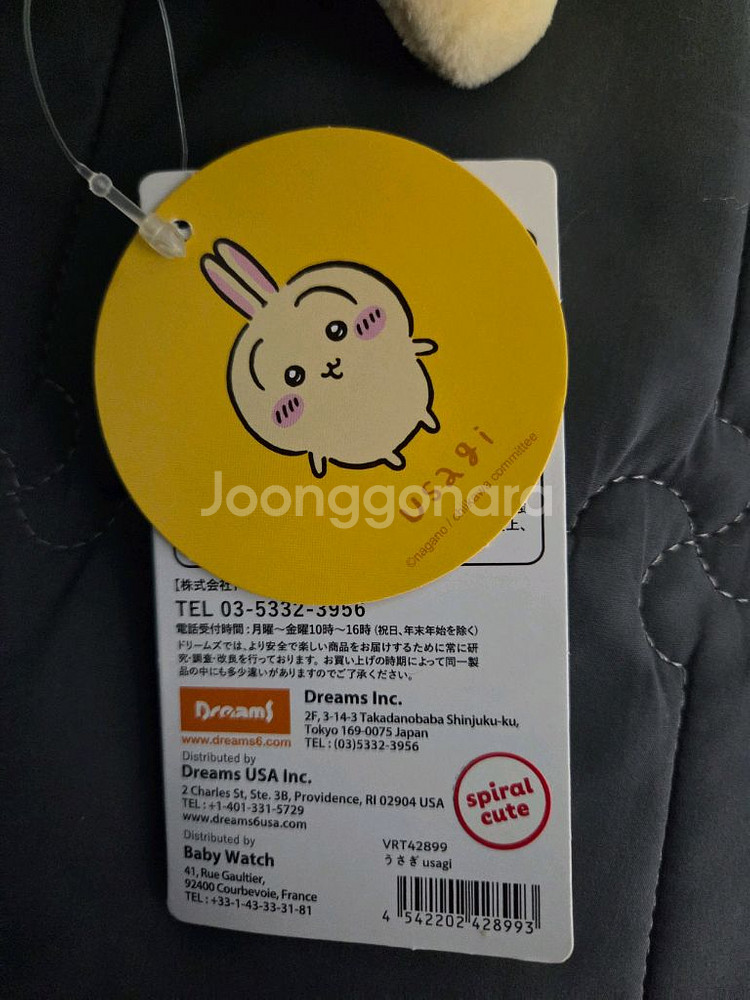 usagi
©nagano / chiikawa committee
Joonggonara
上、
【株式会社
TEL 03-5332-3956
電話受付時間:月曜~金曜10時~16時 (祝日、年末年始を除く)
ドリームズでは、より安全で楽しい商品をお届けするために常に研
究・調査・改良を行っております。お買い上げの時期によって同一製
品の中にも多少違いがありますのでご了承ください。
Dreams
www.dreams6.com
Dreams Inc.
2F, 3-14-3 Takadanobaba Shinjuku-ku,
Tokyo 169-0075 Japan
TEL : (03)5332-3956
Distributed by
Dreams USA Inc.
2 Charles St, Ste. 3B, Providence, RI 02904 USA
TEL : +1-401-331-5729
www.dreams6usa.com
spiral
cute
Distributed by
Baby Watch
41, Rue Gaultier,
92400 Courbevoie, France
TEL : +33-1-43-33-31-81
VRT42899
うさぎ usagi
4 542202 428993